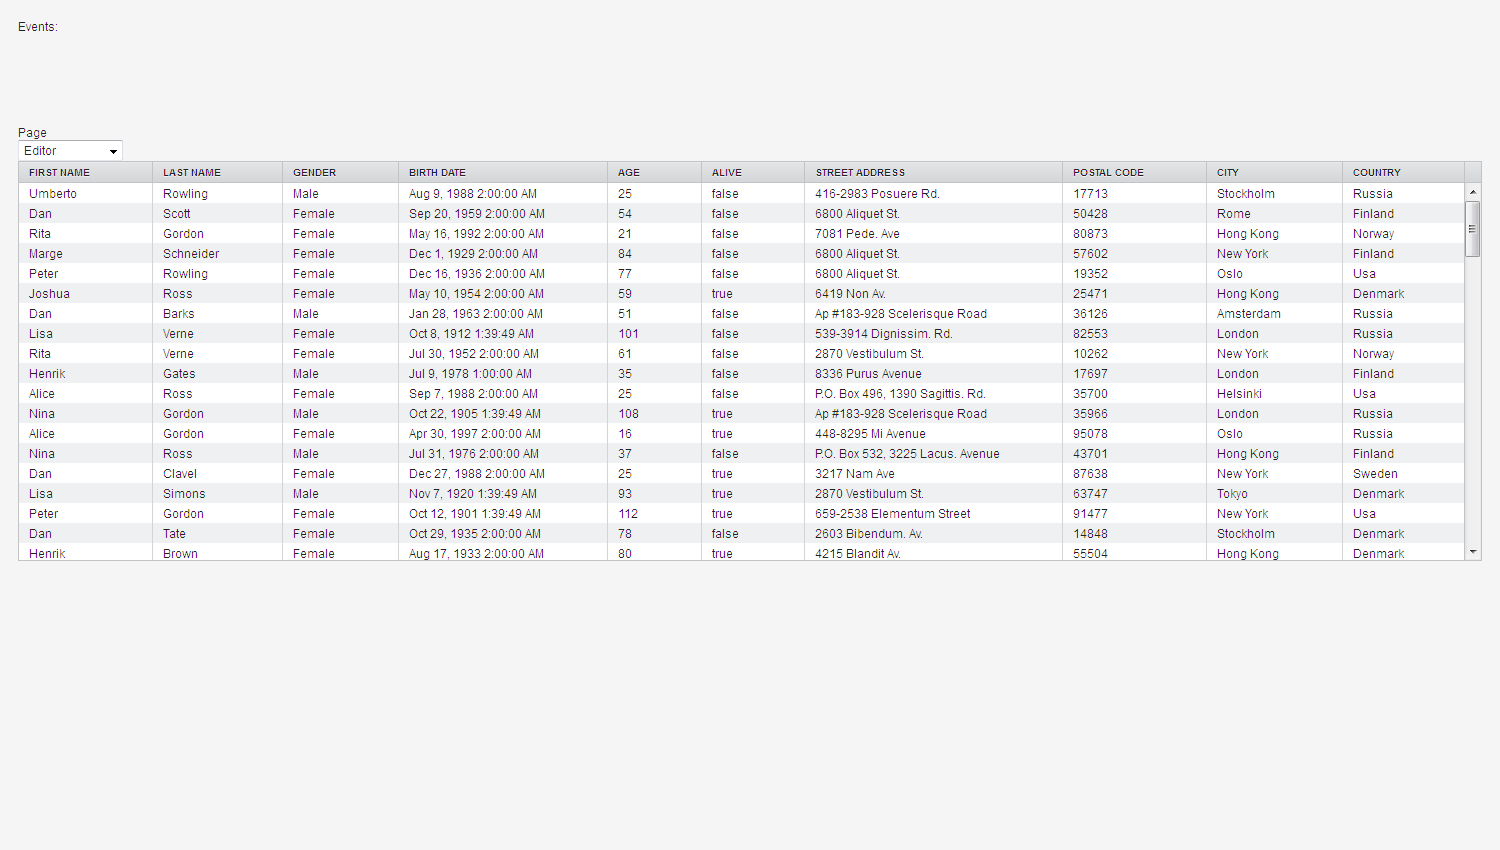 Events:
Page
Editor
FIRST NAME LAST NAME GENDER BIRTH DATE AGE ALIVE STREET ADDRESS POSTAL CODE CITY COUNTRY
Umberto Rowling Male Aug 9, 1988 2:00:00 AM 25 false 416-2983 Posuere Rd. 17713 Stockholm Russia
Dan Scott Female Sep 20, 1959 2:00:00 AM 54 false 6800 Aliquet St. 50428 Rome Finland
Rita Gordon Female May 16, 1992 2:00:00 AM 21 false 7081 Pede. Ave 80873 Hong Kong Norway
Marge Schneider Female Dec 1, 1929 2:00:00 AM 84 false 6800 Aliquet St. 57602 New York Finland
Peter Rowling Female Dec 16, 1936 2:00:00 AM 77 false 6800 Aliquet St. 19352 Oslo Usa
Joshua Ross Female May 10, 1954 2:00:00 AM 59 true 6419 Non Av. 25471 Hong Kong Denmark
Dan Barks Male Jan 28, 1963 2:00:00 AM 51 false Ap #183-928 Scelerisque Road 36126 Amsterdam Russia
Lisa Verne Female Oct 8, 1912 1:39:49 AM 101 false 539-3914 Dignissim. Rd. 82553 London Russia
Rita Verne Female Jul 30, 1952 2:00:00 AM 61 false 2870 Vestibulum St. 10262 New York Norway
Henrik Gates Male Jul 9, 1978 1:00:00 AM 35 false 8336 Purus Avenue 17697 London Finland
Alice Ross Female Sep 7, 1988 2:00:00 AM 25 false P.O. Box 496, 1390 Sagittis. Rd. 35700 Helsinki Usa
Nina Gordon Male Oct 22, 1905 1:39:49 AM 108 true Ap #183-928 Scelerisque Road 35966 London Russia
Alice Gordon Female Apr 30, 1997 2:00:00 AM 16 true 448-8295 Mi Avenue 95078 Oslo Russia
Nina Ross Male Jul 31, 1976 2:00:00 AM 37 false P.O. Box 532, 3225 Lacus. Avenue 43701 Hong Kong Finland
Dan Clavel Female Dec 27, 1988 2:00:00 AM 25 true 3217 Nam Ave 87638 New York Sweden
Lisa Simons Male Nov 7, 1920 1:39:49 AM 93 true 2870 Vestibulum St. 63747 Tokyo Denmark
Peter Gordon Female Oct 12, 1901 1:39:49 AM 112 true 659-2538 Elementum Street 91477 New York Usa
Dan Tate Female Oct 29, 1935 2:00:00 AM 78 false 2603 Bibendum. Av. 14848 Stockholm Denmark
Henrik Brown Female Aug 17, 1933 2:00:00 AM 80 true 4215 Blandit Av. 55504 Hong Kong Denmark